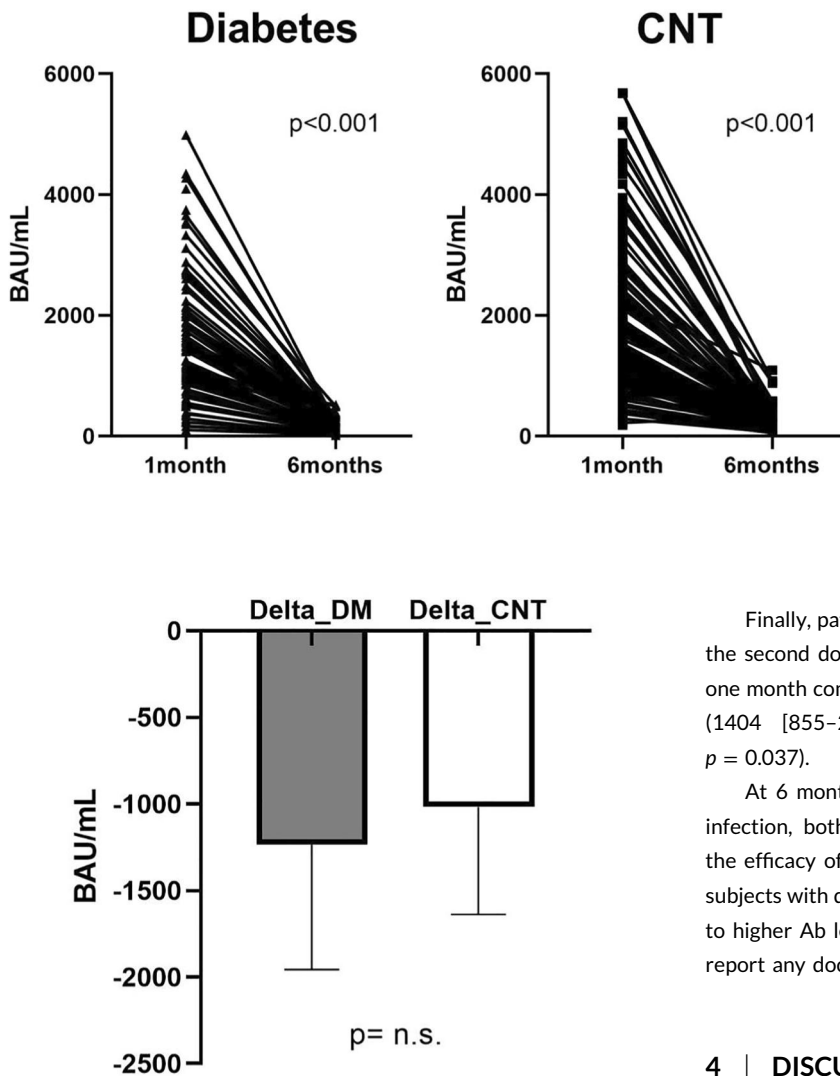 Diabetes
6000
4000
2000
0
BAU/mL
p<0.001
1month 6months
CNT
6000
4000
2000
0
BAU/mL
p<0.001
1month 6months
Delta_DM Delta_CNT
0
-500
-1000
-1500
-2000
-2500
BAU/mL
p= n.s.
Finally, pa
the second do
one month con
(1404 [855–2
p = 0.037).
At 6 mont
infection, both
the efficacy of
subjects with d
to higher Ab le
report any doc
4 | DISCU